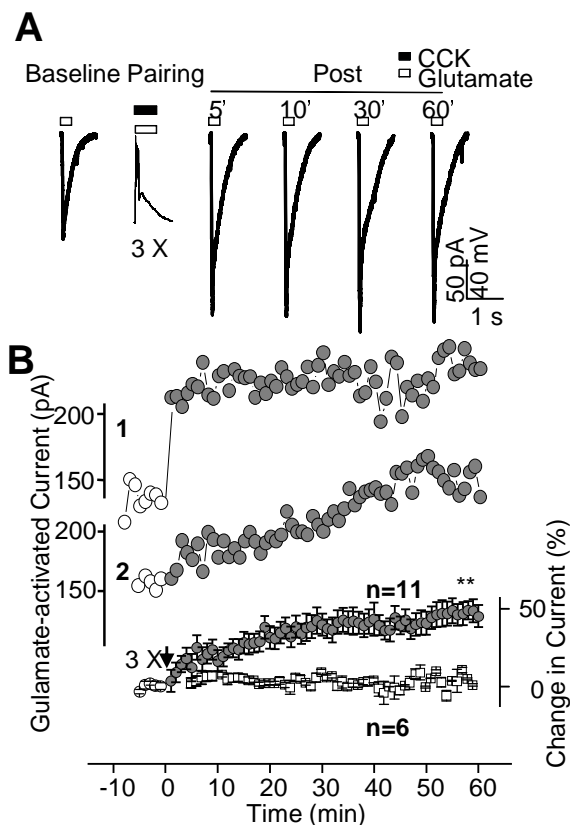 A
CCK
Glutamate
Baseline Pairing Post
5' 10' 30' 60'
3 X
50 pA
40 mV
1 s
B
Gulamate-activated Current (pA)
200
1
150
200
2
150
n=11
**
50
3 X
0
Change in Current (%)
n=6
-10 0 10 20 30 40 50 60
Time (min)